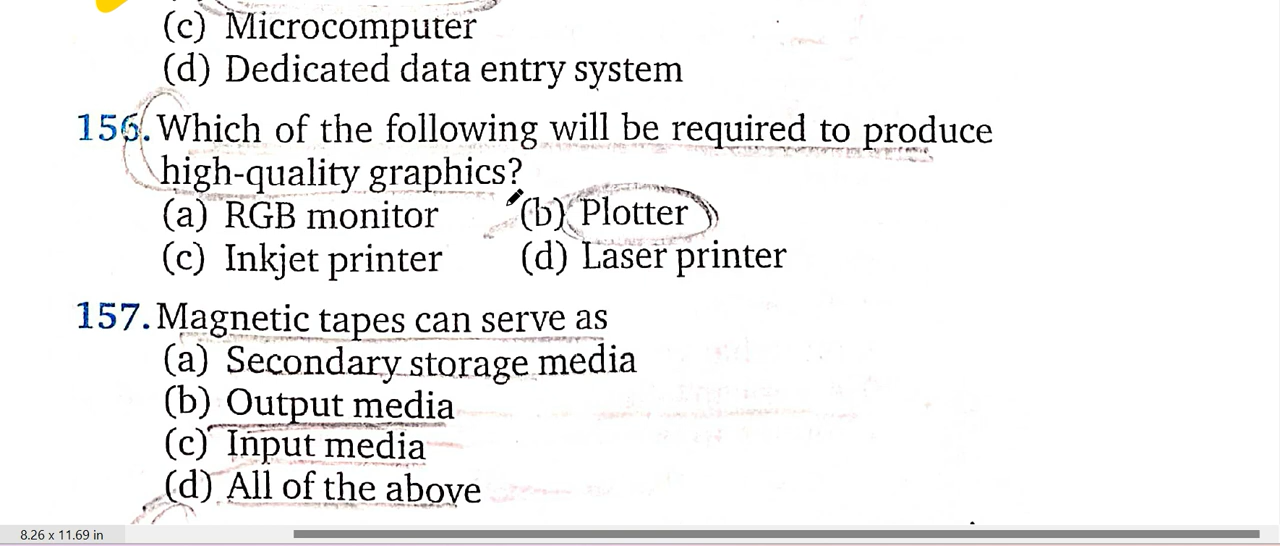 (c) Microcomputer
(d) Dedicated data entry system
156. Which of the following will be required to produce
high-quality graphics?
(a) RGB monitor (b) Plotter
(c) Inkjet printer (d) Laser printer
157. Magnetic tapes can serve as
(a) Secondary storage media
(b) Output media
(c) Input media
(d) All of the above
8.26 x 11.69 in